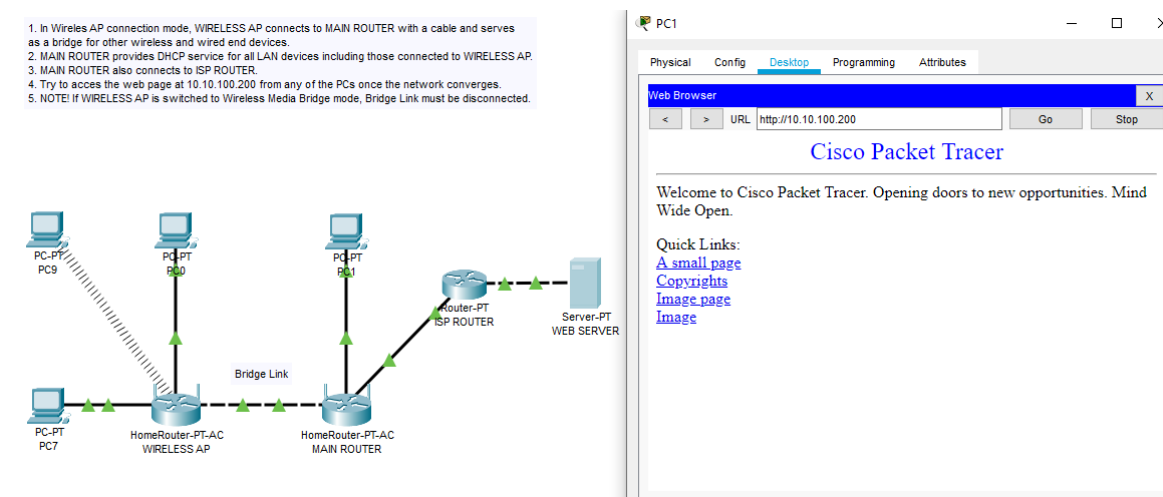 1. In Wireles AP connection mode, WIRELESS AP connects to MAIN ROUTER with a cable and serves
as a bridge for other wireless and wired end devices.
2. MAIN ROUTER provides DHCP service for all LAN devices including those connected to WIRELESS AP.
3. MAIN ROUTER also connects to ISP ROUTER.
4. Try to acces the web page at 10.10.100.200 from any of the PCs once the network converges.
5. NOTE! If WIRELESS AP is switched to Wireless Media Bridge mode, Bridge Link must be disconnected.
PC-PT
PC9
PC-PT
PC0
PC-PT
PC1
Router-PT
ISP ROUTER
Server-PT
WEB SERVER
Bridge Link
PC-PT
PC7
HomeRouter-PT-AC
WIRELESS AP
HomeRouter-PT-AC
MAIN ROUTER
PC1
Physical Config Desktop Programming Attributes
Web Browser X
< > URL http://10.10.100.200 Go Stop
Cisco Packet Tracer
Welcome to Cisco Packet Tracer. Opening doors to new opportunities. Mind
Wide Open.
Quick Links:
A small page
Copyrights
Image page
Image